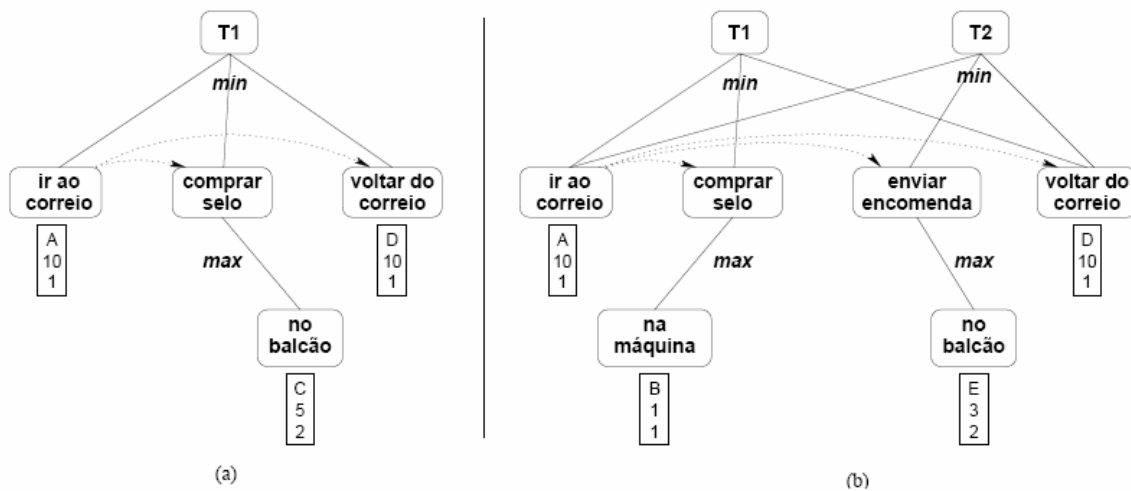 T1
min
ir ao
correio
comprar
selo
voltar do
correio
A
10
1
D
10
1
max
no
balcão
C
5
2
(a)
T1
T2
min
min
ir ao
correio
comprar
selo
enviar
encomenda
voltar do
correio
A
10
1
D
10
1
max
max
na
máquina
no
balcão
B
1
1
E
3
2
(b)